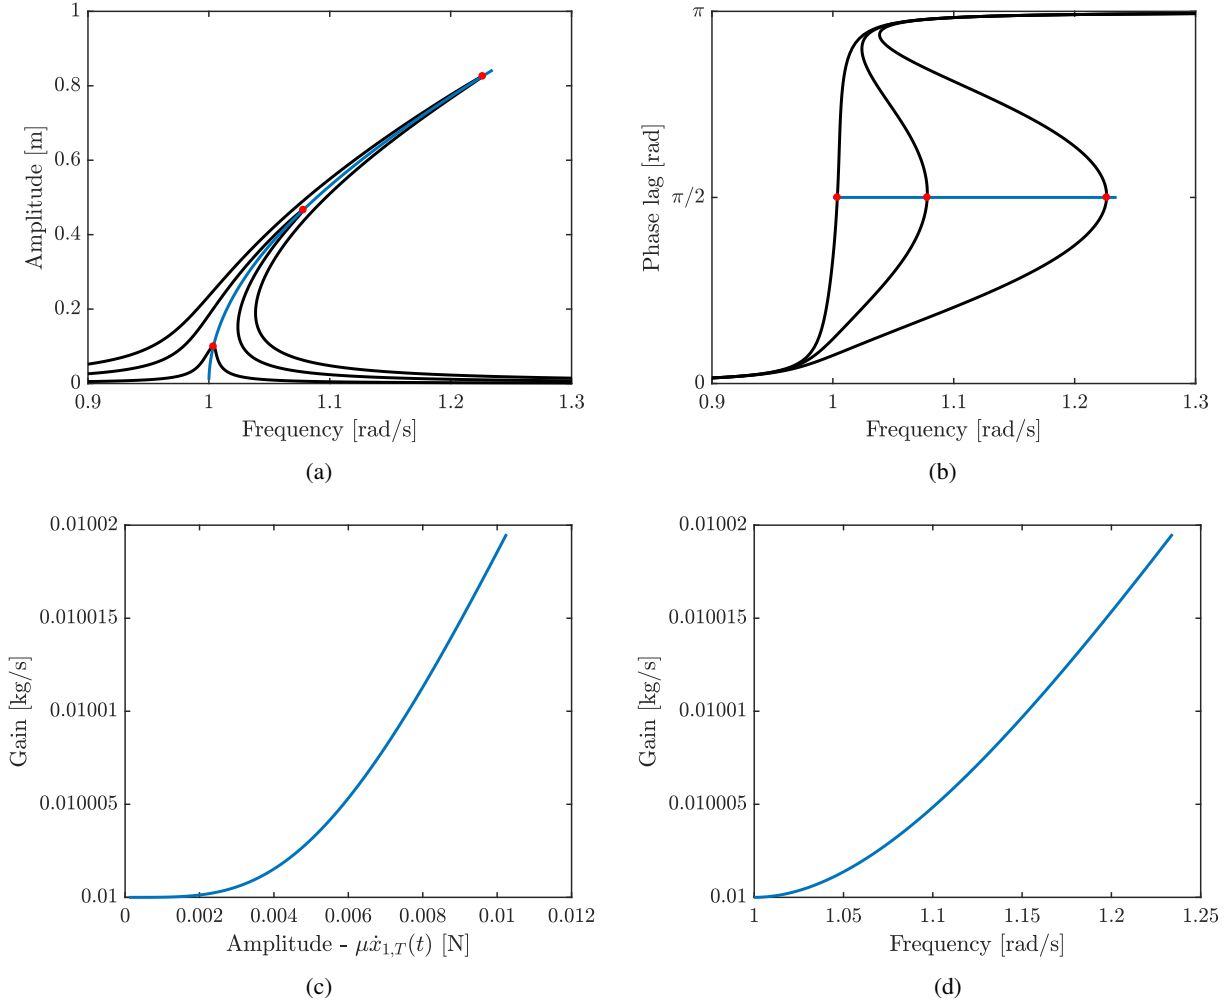 1
0.8
0.6
0.4
0.2
0
Amplitude [m]
0.9 1 1.1 1.2 1.3
Frequency [rad/s]
(a)
π
π/2
0
Phase lag [rad]
0.9 1 1.1 1.2 1.3
Frequency [rad/s]
(b)
0.01002
0.010015
0.01001
0.010005
0.01
Gain [kg/s]
0 0.002 0.004 0.006 0.008 0.01 0.012
Amplitude - μẋ₁,T(t) [N]
(c)
0.01002
0.010015
0.01001
0.010005
0.01
Gain [kg/s]
1 1.05 1.1 1.15 1.2 1.25
Frequency [rad/s]
(d)